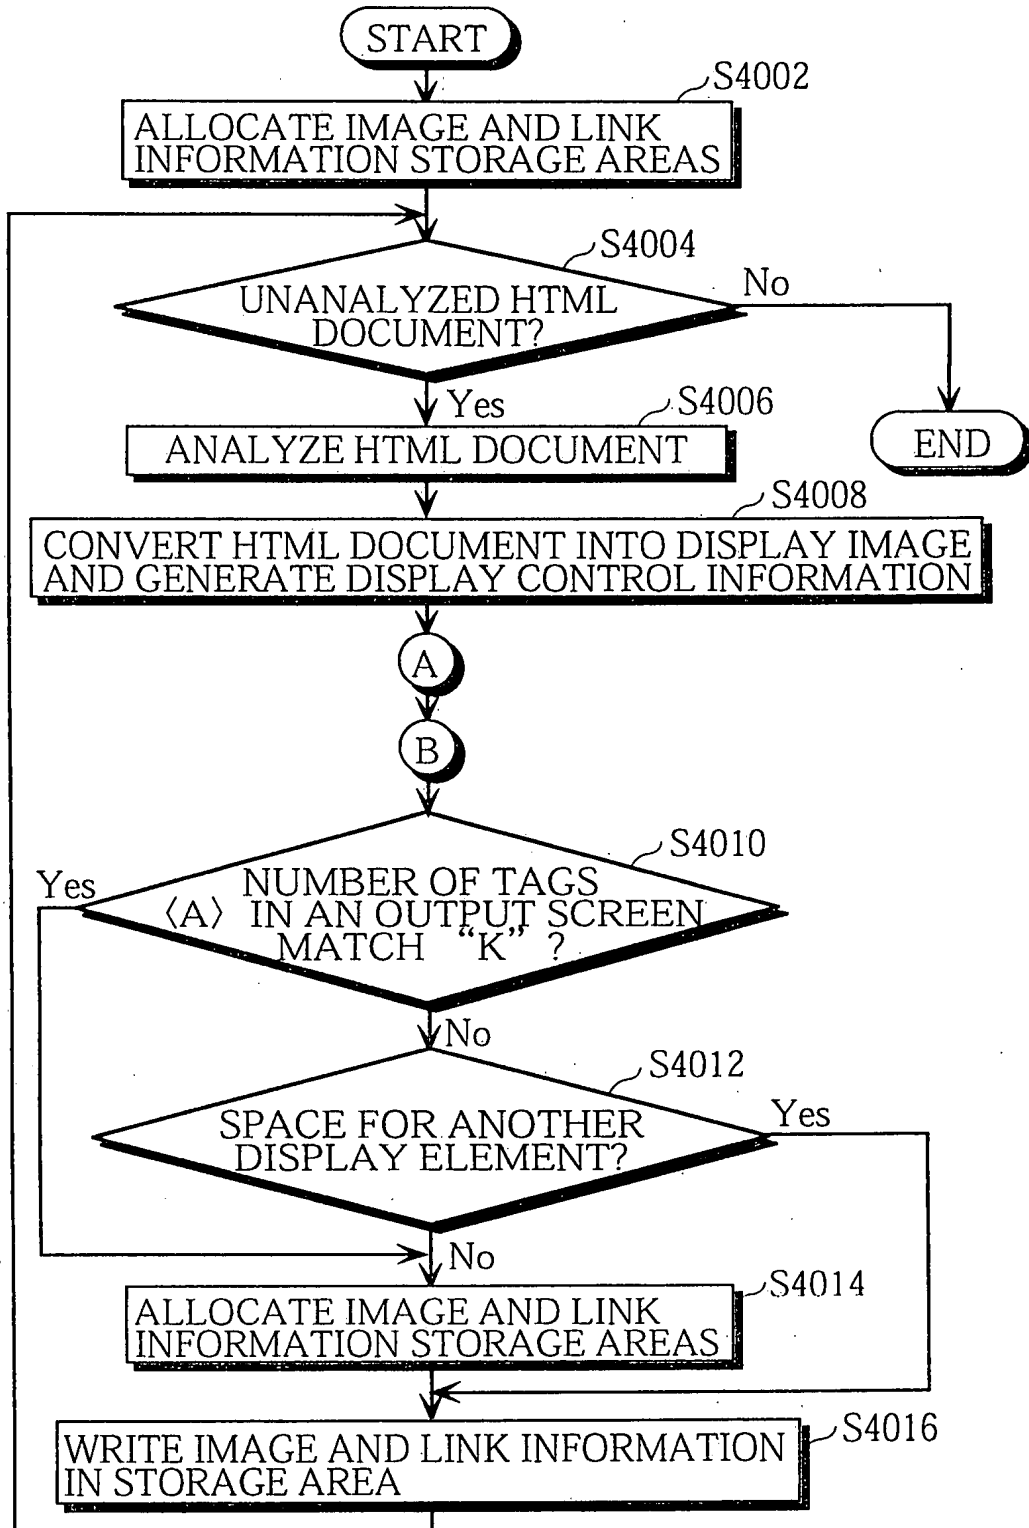 START
S4002
ALLOCATE IMAGE AND LINK
INFORMATION STORAGE AREAS
S4004
UNANALYZED HTML
DOCUMENT?
No
Yes
S4006
ANALYZE HTML DOCUMENT
END
S4008
CONVERT HTML DOCUMENT INTO DISPLAY IMAGE
AND GENERATE DISPLAY CONTROL INFORMATION
A
B
S4010
Yes
NUMBER OF TAGS
〈A〉 IN AN OUTPUT SCREEN
MATCH “K” ?
No
S4012
Yes
SPACE FOR ANOTHER
DISPLAY ELEMENT?
No
S4014
ALLOCATE IMAGE AND LINK
INFORMATION STORAGE AREAS
S4016
WRITE IMAGE AND LINK INFORMATION
IN STORAGE AREA